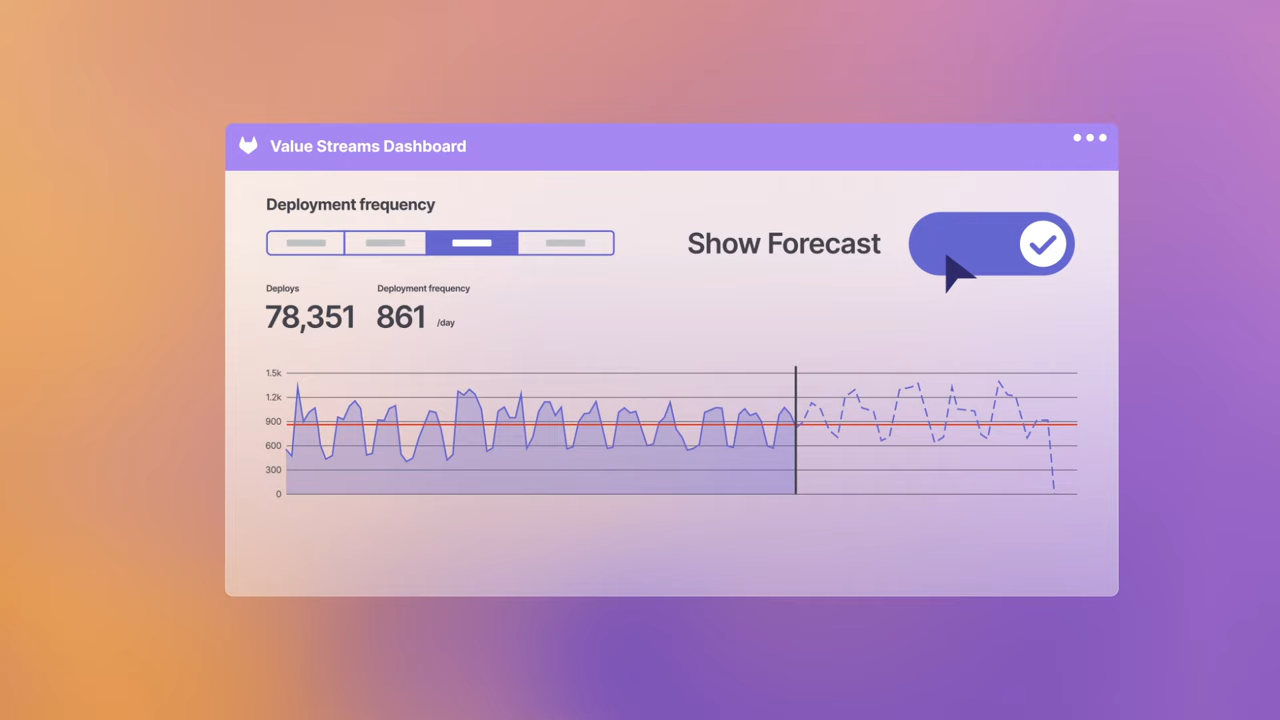 Value Streams Dashboard
Deployment frequency
Show Forecast
Deploys
Deployment frequency
78,351
861 /day
1.5k
1.2k
900
600
300
0